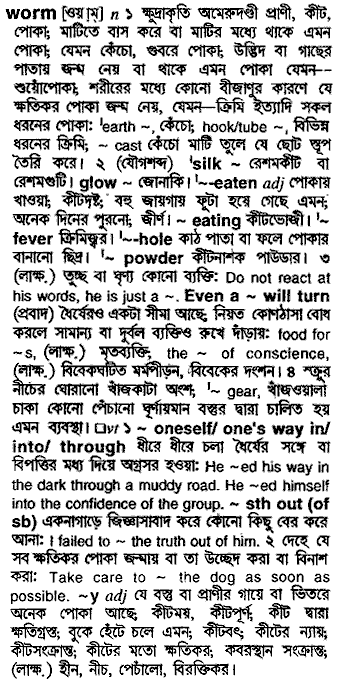 worm [ওয়্যাম্] n ১ ক্ষুদ্রাকৃতি অমেরুদণ্ডী প্রাণী, কীট,
পোকা; মাটিতে বাস করে বা মাটির মধ্যে থাকে এমন
পোকা; যেমন কেঁচো, গুবরে পোকা; উদ্ভিদ বা গাছের
পাতায় জন্ম নেয় বা থাকে এমন পোকা যেমন—
শুঁয়োপোকা; শরীরের মধ্যে কোনো বীজাণুর কারণে যে
ক্ষতিকর পোকা জন্ম নেয়, যেমন—ক্রিমি ইত্যাদি সকল
ধরনের পোকা: ˈearth ~, কেঁচো; hook/tube ~, বিভিন্ন
ধরনের ক্রিমি; ~ cast কেঁচো মাটি তুলে যে ছোট স্তূপ
তৈরি করে। ২ (যৌগশব্দ) ˈsilk ~ রেশমকীট বা
রেশমগুটি। glow ~ জোনাকি। ˈ~-eaten adj পোকায়
খাওয়া; কীটদষ্ট; বহু জায়গায় ফুটা হয়ে গেছে এমন;
অনেক দিনের পুরনো; জীর্ণ। ~ eating কীটভোজী। ˈ~
fever ক্রিমিজ্বর। ˈ~-hole কাঠ পাতা বা ফলে পোকার
বানানো ছিদ্র। ˈ~ powder কীটনাশক পাউডার। ৩
(লাক্ষ.) তুচ্ছ বা ঘৃণ্য কোনো ব্যক্তি: Do not react at
his words, he is just a ~. Even a ~ will turn
(প্রবাদ) ধৈর্যেরও একটা সীমা আছে; নিয়ত কোণঠাসা বোধ
করলে সামান্য বা দুর্বল ব্যক্তিও রুখে দাঁড়ায়: food for
~s, (লাক্ষ.) মৃতব্যক্তি; the ~ of conscience,
(লাক্ষ.) বিবেকঘটিত মর্মপীড়ন, বিবেকের দংশন। ৪ স্ক্রুর
নীচের ঘোরানো খাঁজকাটা অংশ; ˈ~ gear, খাঁজওয়ালা
চাকা কোনো পেঁচানো ঘূর্ণায়মান বস্তুর দ্বারা চালিত হয়
এমন ব্যবস্থা। □vt ১ ~ oneself/ one's way in/
into/ through ধীরে ধীরে চলা ধৈর্যের সঙ্গে বা
বিপত্তির মধ্য দিয়ে অগ্রসর হওয়া: He ~ed his way in
the dark through a muddy road. He ~ed himself
into the confidence of the group. ~ sth out (of
sb) একনাগাড়ে জিজ্ঞাসাবাদ করে কোনো কিছু বের করে
আনা: I failed to ~ the truth out of him. ২ দেহে যে
সব ক্ষতিকর পোকা জন্মায় বা তা উচ্ছেদ করা বা বিনাশ
করা: Take care to ~ the dog as soon as
possible. ~y adj যে বস্তু বা প্রাণীর গায়ে বা ভিতরে
অনেক পোকা আছে; কীটময়, কীটপূর্ণ; কীট দ্বারা
ক্ষতিগ্রস্ত; বুকে হেঁটে চলে এমন; কীটবৎ; কীটের ন্যায়;
কীটসংক্রান্ত; কীটের মতো ক্ষতিকর; কবরস্থান সংক্রান্ত;
(লাক্ষ.) হীন, নীচ, পেচাঁলো, বিরক্তিকর।